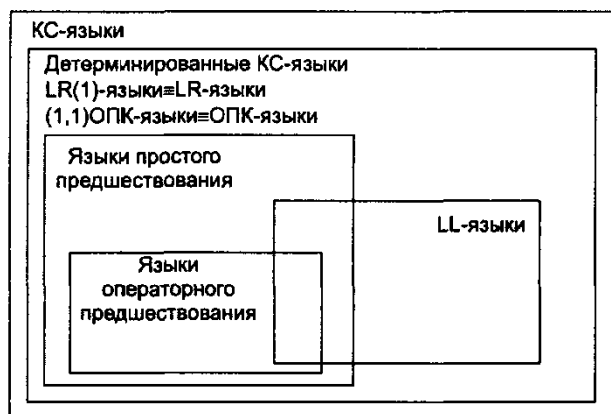 КС-языки
Детерминированные КС-языки
LR(1)-языки≡LR-языки
(1,1)ОПК-языки≡ОПК-языки
Языки простого
предшествования
LL-языки
Языки
операторного
предшествования